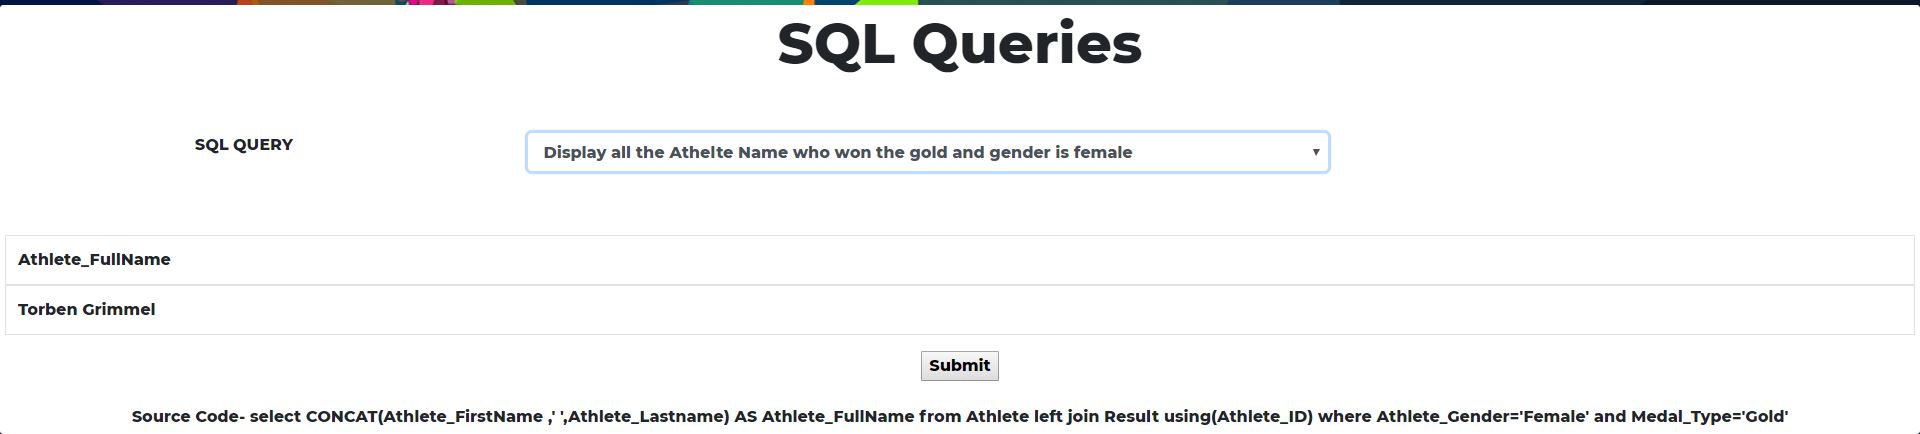 SQL Queries
SQL QUERY
Display all the Athelte Name who won the gold and gender is female
Athlete_FullName
Torben Grimmel
Submit
Source Code- select CONCAT(Athlete_FirstName ,' ',Athlete_Lastname) AS Athlete_FullName from Athlete left join Result using(Athlete_ID) where Athlete_Gender='Female' and Medal_Type='Gold'